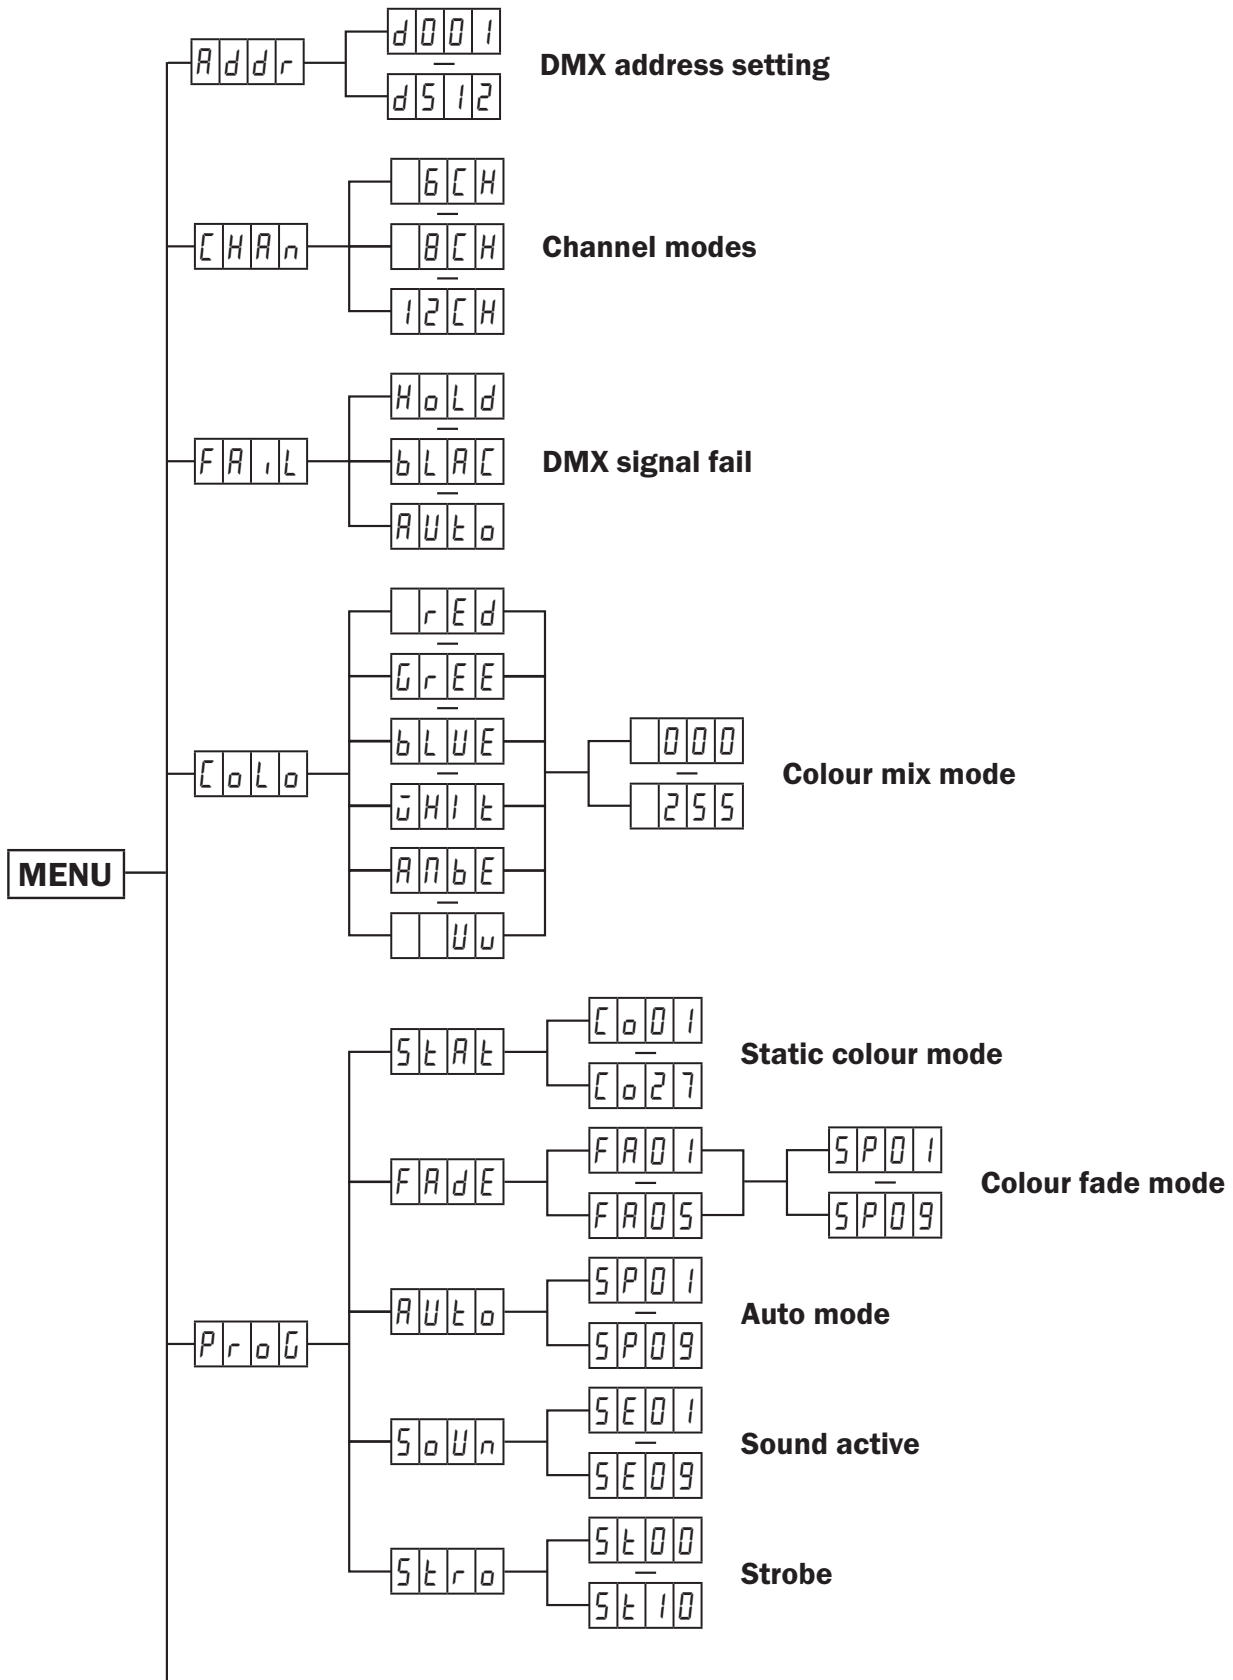 Addr
d001
d512
DMX address setting
CHAn
6CH
8CH
12CH
Channel modes
FAiL
HoLd
bLAC
AUto
DMX signal fail
MENU
CoLo
rEd
GrEE
bLUE
wHIt
AMbE
Uv
000
255
Colour mix mode
ProG
StAt
Co01
Co27
Static colour mode
FAdE
FA01
FA05
SP01
SP09
Colour fade mode
AUto
SP01
SP09
Auto mode
SoUn
SE01
SE09
Sound active
Stro
St00
St10
Strobe